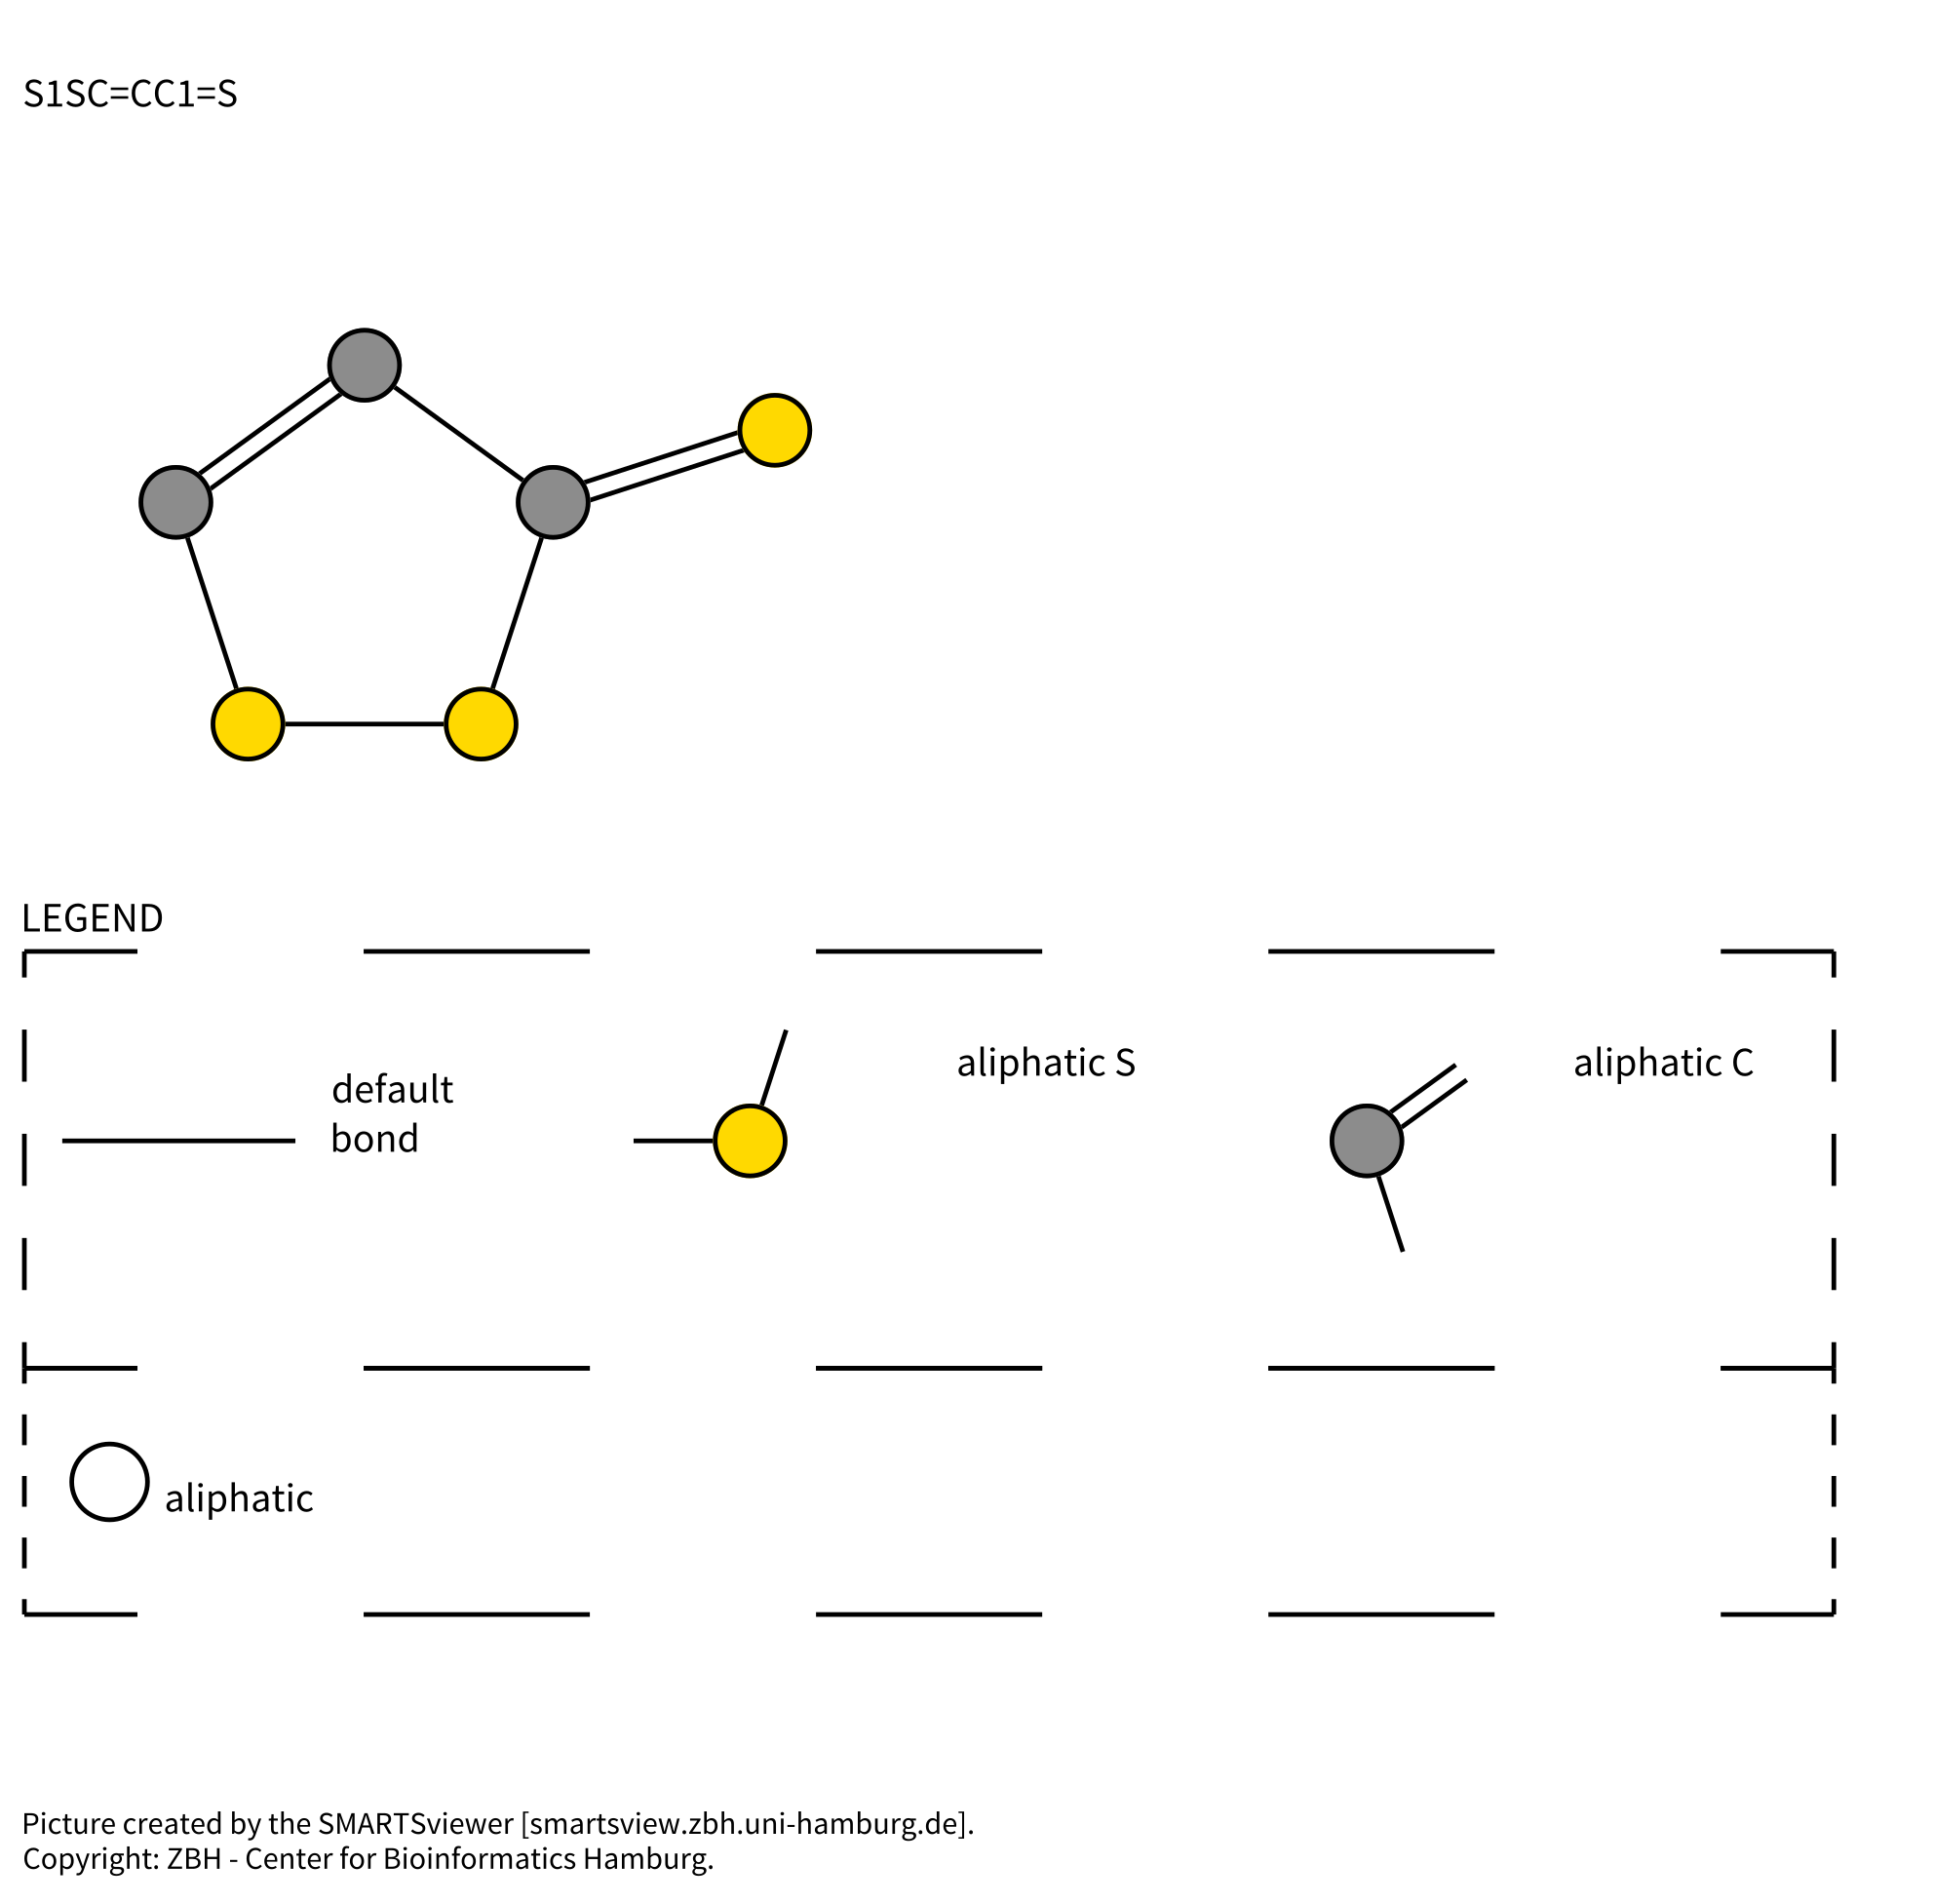 S1SC=CC1=S
LEGEND
default
bond
aliphatic S
aliphatic C
aliphatic
Picture created by the SMARTSviewer [smartsview.zbh.uni-hamburg.de].
Copyright: ZBH - Center for Bioinformatics Hamburg.